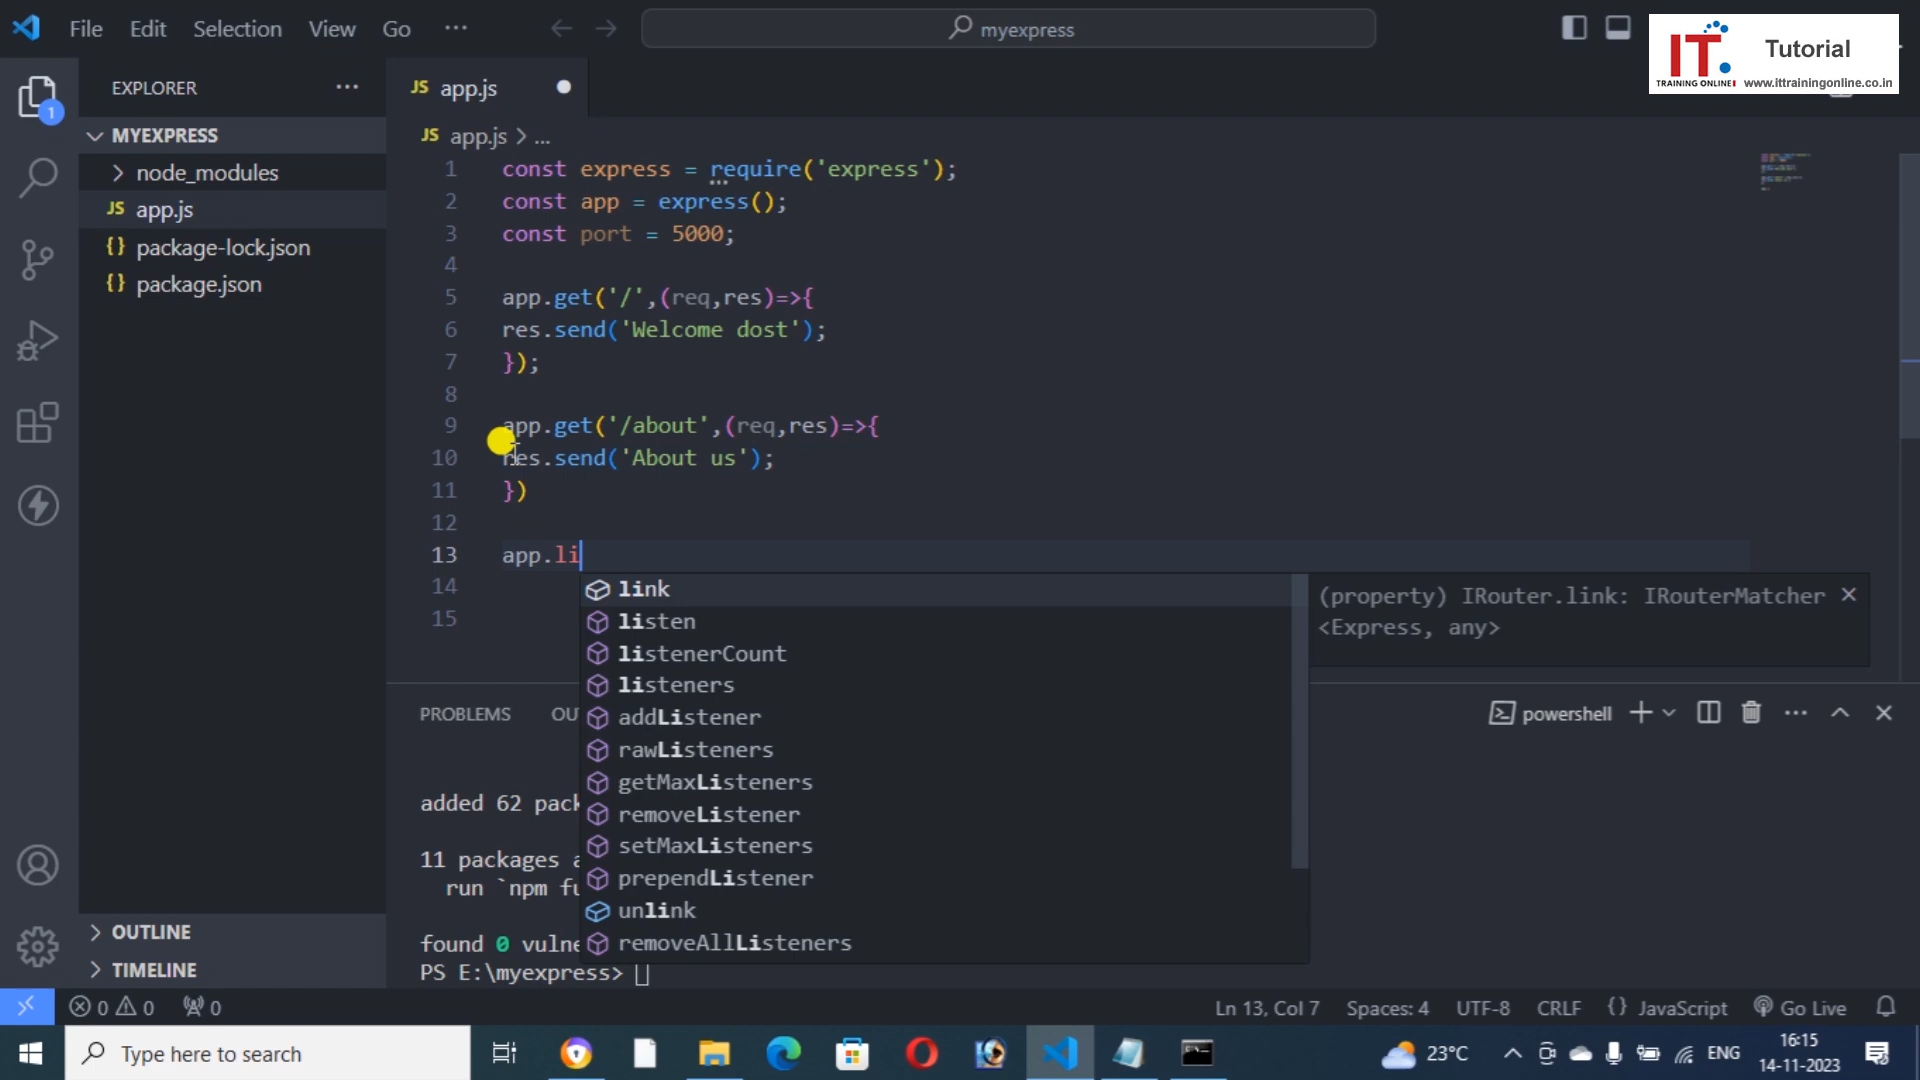 File Edit Selection View Go ···
myexpress
IT.
TRAINING ONLINE!
Tutorial
www.ittrainingonline.co.in
EXPLORER
MYEXPRESS
node_modules
JS app.js
{} package-lock.json
{} package.json
OUTLINE
TIMELINE
1
JS app.js
JS app.js > ...
1 const express = require('express');
2 const app = express();
3 const port = 5000;
4
5 app.get('/',(req,res)=>{
6 res.send('Welcome dost');
7 });
8
9 app.get('/about',(req,res)=>{
10 res.send('About us');
11 })
12
13 app.li
14
15
link
listen
listenerCount
listeners
addListener
rawListeners
getMaxListeners
removeListener
setMaxListeners
prependListener
unlink
removeAllListeners
(property) IRouter.link: IRouterMatcher
<Express, any>
PROBLEMS OU
powershell
added 62 pack
11 packages a
run `npm fu
found 0 vulne
PS E:\myexpress>
0 0 0
Ln 13, Col 7 Spaces: 4 UTF-8 CRLF {} JavaScript Go Live
Type here to search
23°C
ENG
16:15
14-11-2023